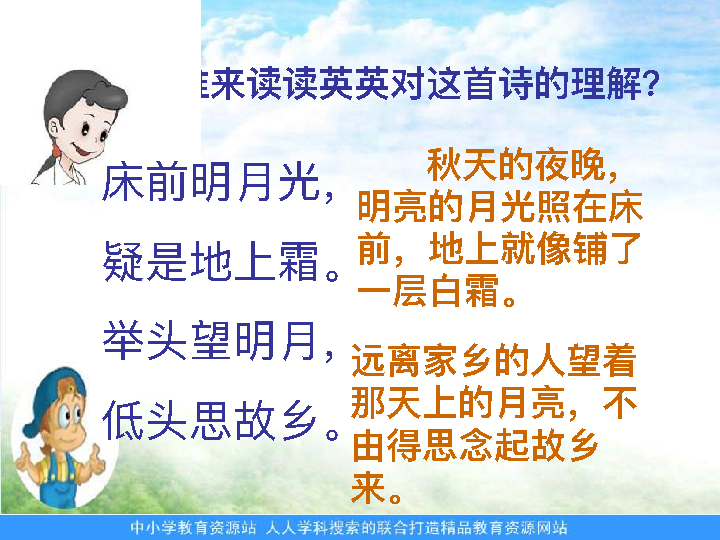 来读读英英对这首诗的理解？
床前明月光，
疑是地上霜。
举头望明月，
低头思故乡。
秋天的夜晚，
明亮的月光照在床
前，地上就像铺了
一层白霜。
远离家乡的人望着
那天上的月亮，不
由得思念起故乡
来。
中小学教育资源站 人人学科搜索的联合打造精品教育资源网站